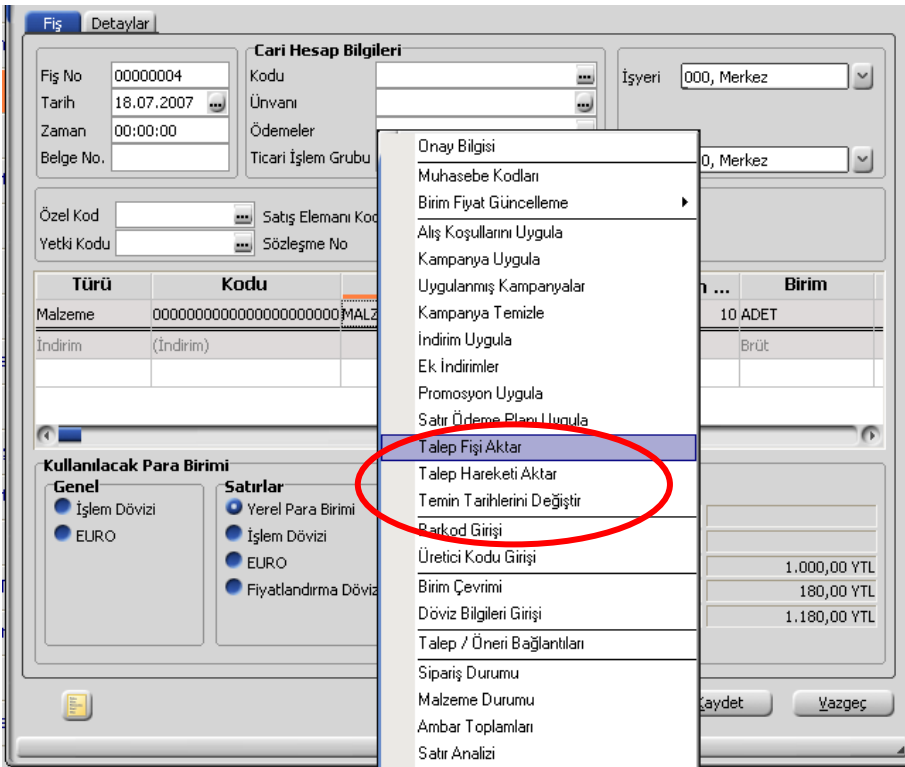 Fiş Detaylar
Cari Hesap Bilgileri
Fiş No 00000004 Kodu İşyeri 000, Merkez
Tarih 18.07.2007 Ünvanı
Zaman 00:00:00 Ödemeler
Belge No. Ticari İşlem Grubu 0, Merkez
Özel Kod Satış Elemanı Kod
Yetki Kodu Sözleşme No
Türü Kodu ... Birim
Malzeme MALZ 10 ADET
İndirim (İndirim) Brüt
Kullanılacak Para Birimi
Genel Satırlar
İşlem Dövizi Yerel Para Birimi
EURO İşlem Dövizi
EURO
Fiyatlandırma Döviz
1.000,00 YTL
180,00 YTL
1.180,00 YTL
Kaydet Vazgeç
Onay Bilgisi
Muhasebe Kodları
Birim Fiyat Güncelleme
Alış Koşullarını Uygula
Kampanya Uygula
Uygulanmış Kampanyalar
Kampanya Temizle
İndirim Uygula
Ek İndirimler
Promosyon Uygula
Satır Ödeme Planı Uygula
Talep Fişi Aktar
Talep Hareketi Aktar
Temin Tarihlerini Değiştir
Barkod Girişi
Üretici Kodu Girişi
Birim Çevrimi
Döviz Bilgileri Girişi
Talep / Öneri Bağlantıları
Sipariş Durumu
Malzeme Durumu
Ambar Toplamları
Satır Analizi